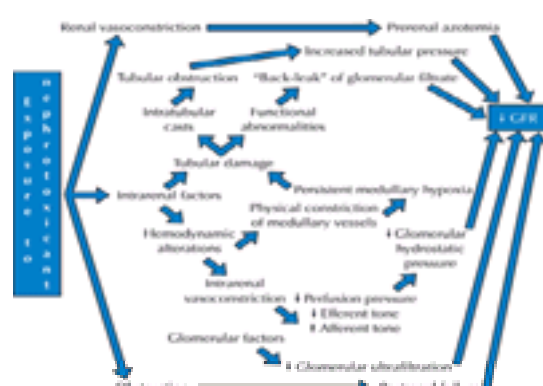 Renal vasoconstriction
Prerenal azotemia
Increased tubular pressure
Tubular obstruction
"Back-leak" of glomerular filtrate
Exposure to
nephrotoxicant
Intratubular
casts
Functional
abnormalities
↓ GFR
Tubular damage
Intrarenal factors
Persistent medullary hypoxia
Physical constriction
of medullary vessels
Hemodynamic
alterations
↓ Glomerular
hydrostatic
pressure
Intrarenal
vasoconstriction
Perfusion pressure
Efferent tone
Afferent tone
Glomerular factors
Glomerular ultrafiltration